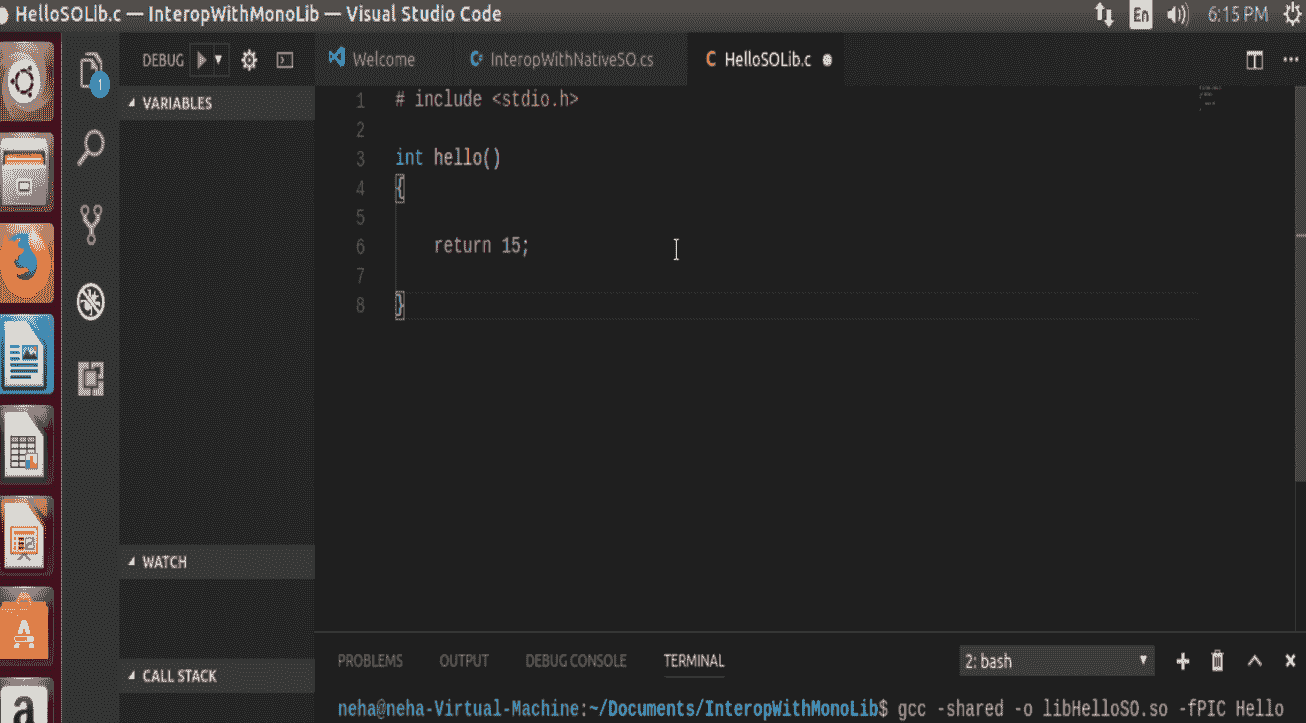 HelloSOLib.c — InteropWithMonoLib — Visual Studio Code
En
6:15 PM
1
DEBUG
Welcome
InteropWithNativeSO.cs
C HelloSOLib.c
VARIABLES
1 # include <stdio.h>
2
3 int hello()
4 {
5
6 return 15;
7
8 }
WATCH
CALL STACK
PROBLEMS OUTPUT DEBUG CONSOLE TERMINAL
2: bash
neha@neha-Virtual-Machine:~/Documents/InteropWithMonoLib$ gcc -shared -o libHelloSO.so -fPIC Hello
a